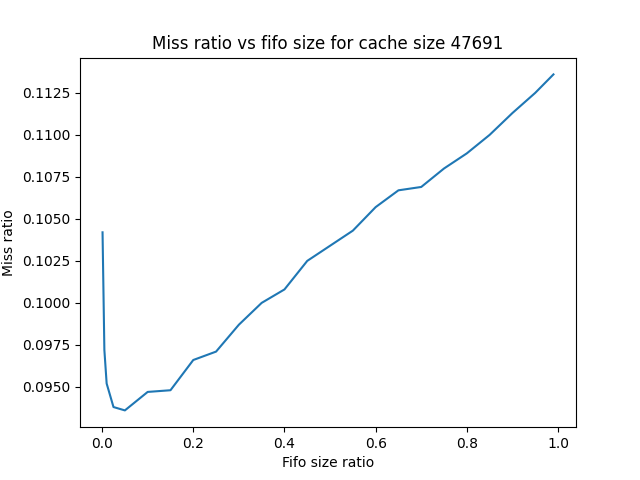 Miss ratio vs fifo size for cache size 47691
Miss ratio
0.1125
0.1100
0.1075
0.1050
0.1025
0.1000
0.0975
0.0950
0.0 0.2 0.4 0.6 0.8 1.0
Fifo size ratio